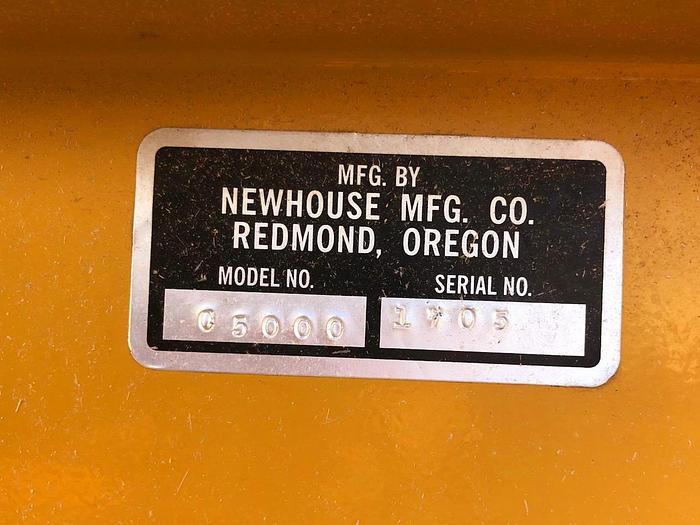 MFG. BY
NEWHOUSE MFG. CO.
REDMOND, OREGON
MODEL NO. SERIAL NO.
C5000 1705